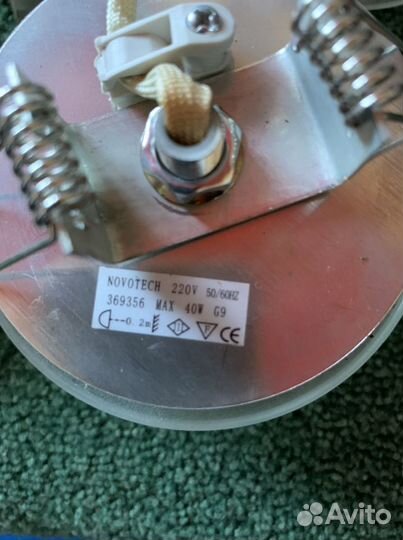 NOVOTECH 220V 50/60HZ
369356 MAX 40W G9
0.2m F CE
Avito